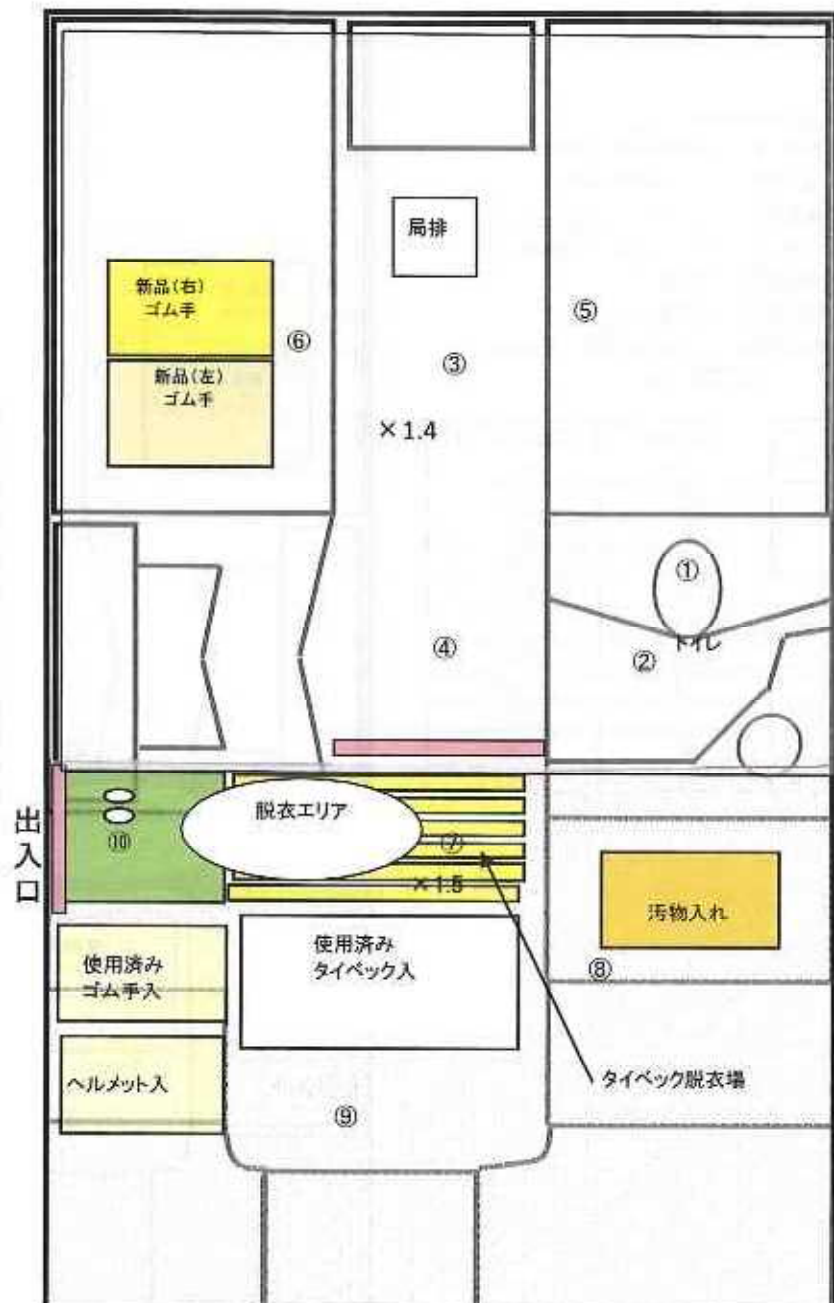 局排
新品(右)
ゴム手
⑤
⑥
新品(左)
ゴム手
③
×1.4
①
④
②
トイレ
出入口
脱衣エリア
⑩
⑦
×1.5
汚物入れ
使用済み
ゴム手入
使用済み
タイベック入
⑧
ヘルメット入
タイベック脱衣場
⑨